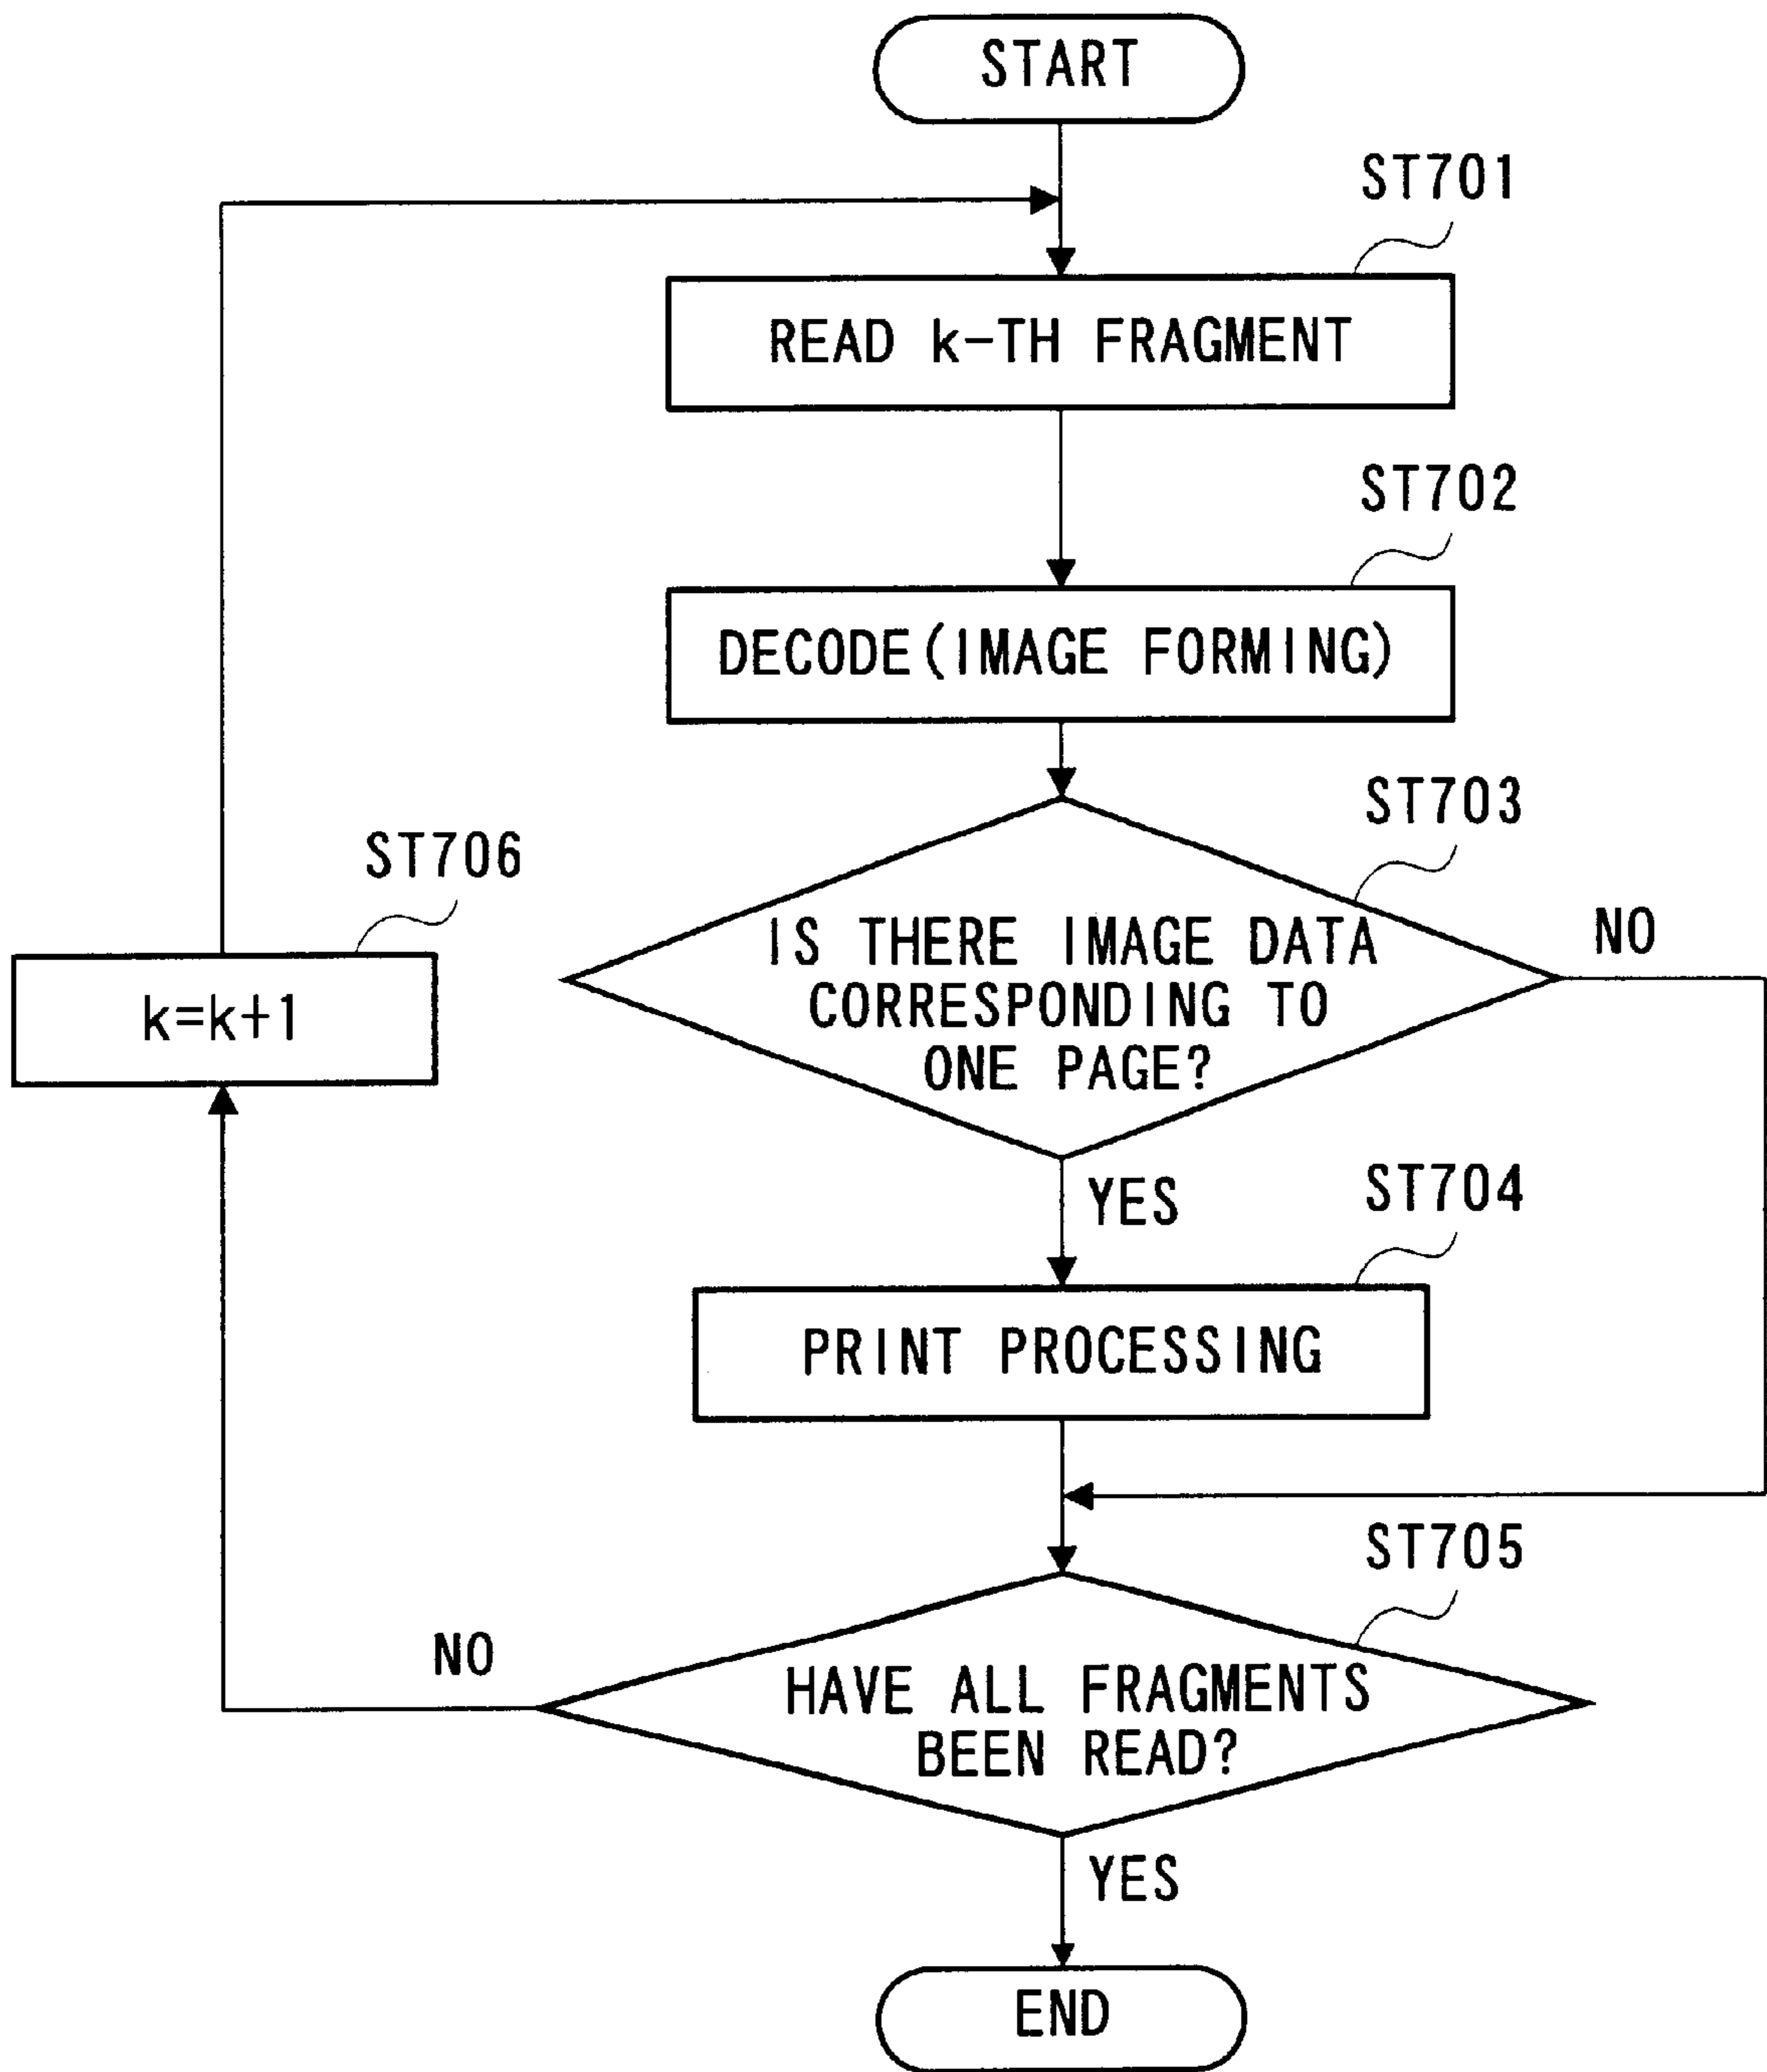 START
ST701
READ k-TH FRAGMENT
ST702
DECODE(IMAGE FORMING)
ST703
ST706
IS THERE IMAGE DATA
CORRESPONDING TO
ONE PAGE?
NO
k=k+1
YES
ST704
PRINT PROCESSING
ST705
NO
HAVE ALL FRAGMENTS
BEEN READ?
YES
END